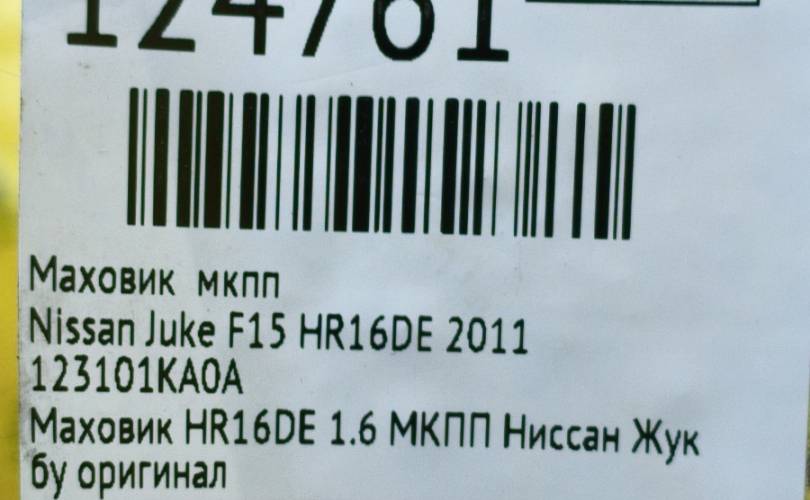 124761
Маховик мкпп
Nissan Juke F15 HR16DE 2011
123101KA0A
Маховик HR16DE 1.6 МКПП Ниссан Жук
бу оригинал